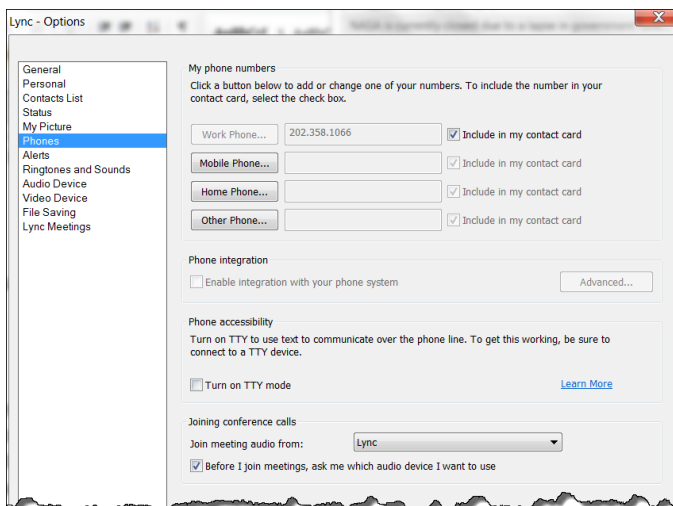 Lync - Options
General
Personal
Contacts List
Status
My Picture
Phones
Alerts
Ringtones and Sounds
Audio Device
Video Device
File Saving
Lync Meetings
My phone numbers
Click a button below to add or change one of your numbers. To include the number in your
contact card, select the check box.
Work Phone... 202.358.1066 Include in my contact card
Mobile Phone... Include in my contact card
Home Phone... Include in my contact card
Other Phone... Include in my contact card
Phone integration
Enable integration with your phone system Advanced...
Phone accessibility
Turn on TTY to use text to communicate over the phone line. To get this working, be sure to
connect to a TTY device.
Turn on TTY mode Learn More
Joining conference calls
Join meeting audio from: Lync
Before I join meetings, ask me which audio device I want to use